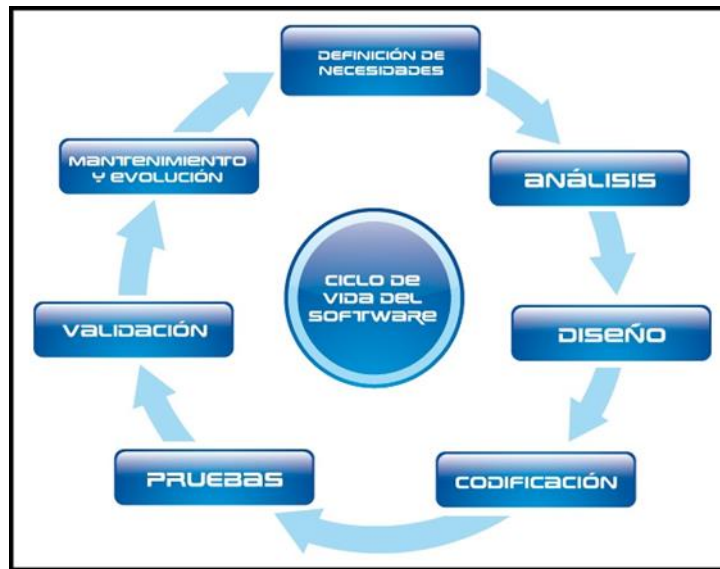 DEFINICIÓN DE
NECESIDADES
ANÁLISIS
DISEÑO
CODIFICACIÓN
PRUEBAS
VALIDACIÓN
MANTENIMIENTO
Y EVOLUCIÓN
CICLO DE
VIDA DEL
SOFTWARE